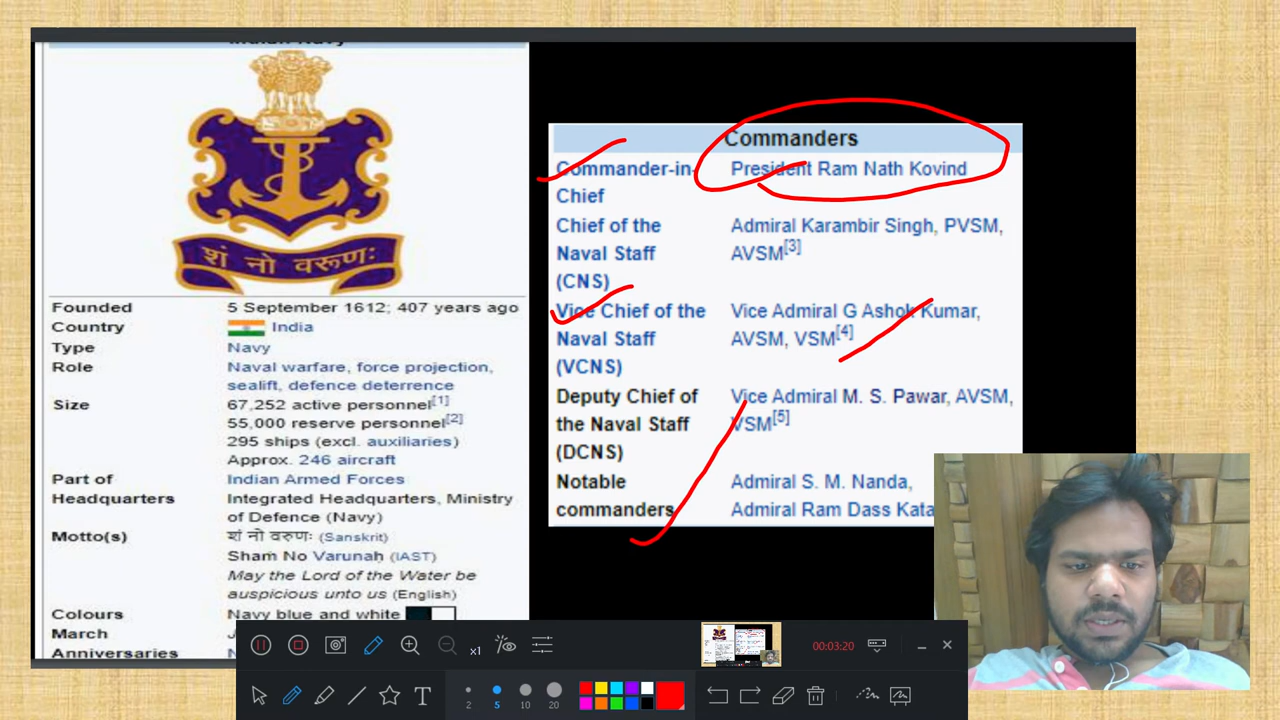 शं नो वरूणः
Founded 5 September 1612; 407 years ago
Country India
Type Navy
Role Naval warfare, force projection,
sealift, defence deterrence
Size 67,252 active personnel[1]
55,000 reserve personnel[2]
295 ships (excl. auxiliaries)
Approx. 246 aircraft
Part of Indian Armed Forces
Headquarters Integrated Headquarters, Ministry
of Defence (Navy)
Motto(s) शं नो वरुणः (Sanskrit)
Sham No Varunaḥ (IAST)
May the Lord of the Water be
auspicious unto us (English)
Colours Navy blue and white
March
Anniversaries
Commanders
Commander-in- President Ram Nath Kovind
Chief
Chief of the Admiral Karambir Singh, PVSM,
Naval Staff AVSM[3]
(CNS)
Vice Chief of the Vice Admiral G Ashok Kumar,
Naval Staff AVSM, VSM[4]
(VCNS)
Deputy Chief of Vice Admiral M. S. Pawar, AVSM,
the Naval Staff VSM[5]
(DCNS)
Notable Admiral S. M. Nanda,
commanders Admiral Ram Dass Kata
x1
00:03:20
T
2 5 10 20